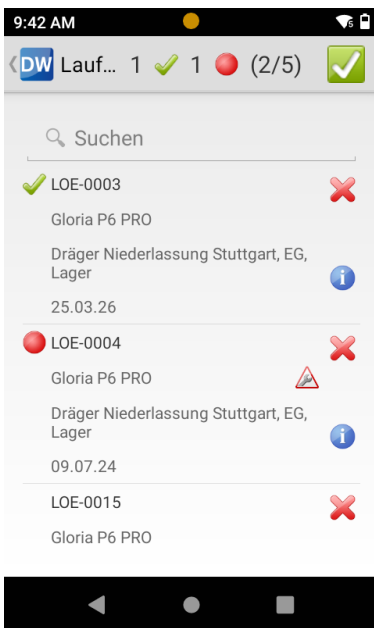 9:42 AM
DW Lauf... 1 1 (2/5)
Suchen
LOE-0003
Gloria P6 PRO
Dräger Niederlassung Stuttgart, EG,
Lager
25.03.26
LOE-0004
Gloria P6 PRO
Dräger Niederlassung Stuttgart, EG,
Lager
09.07.24
LOE-0015
Gloria P6 PRO